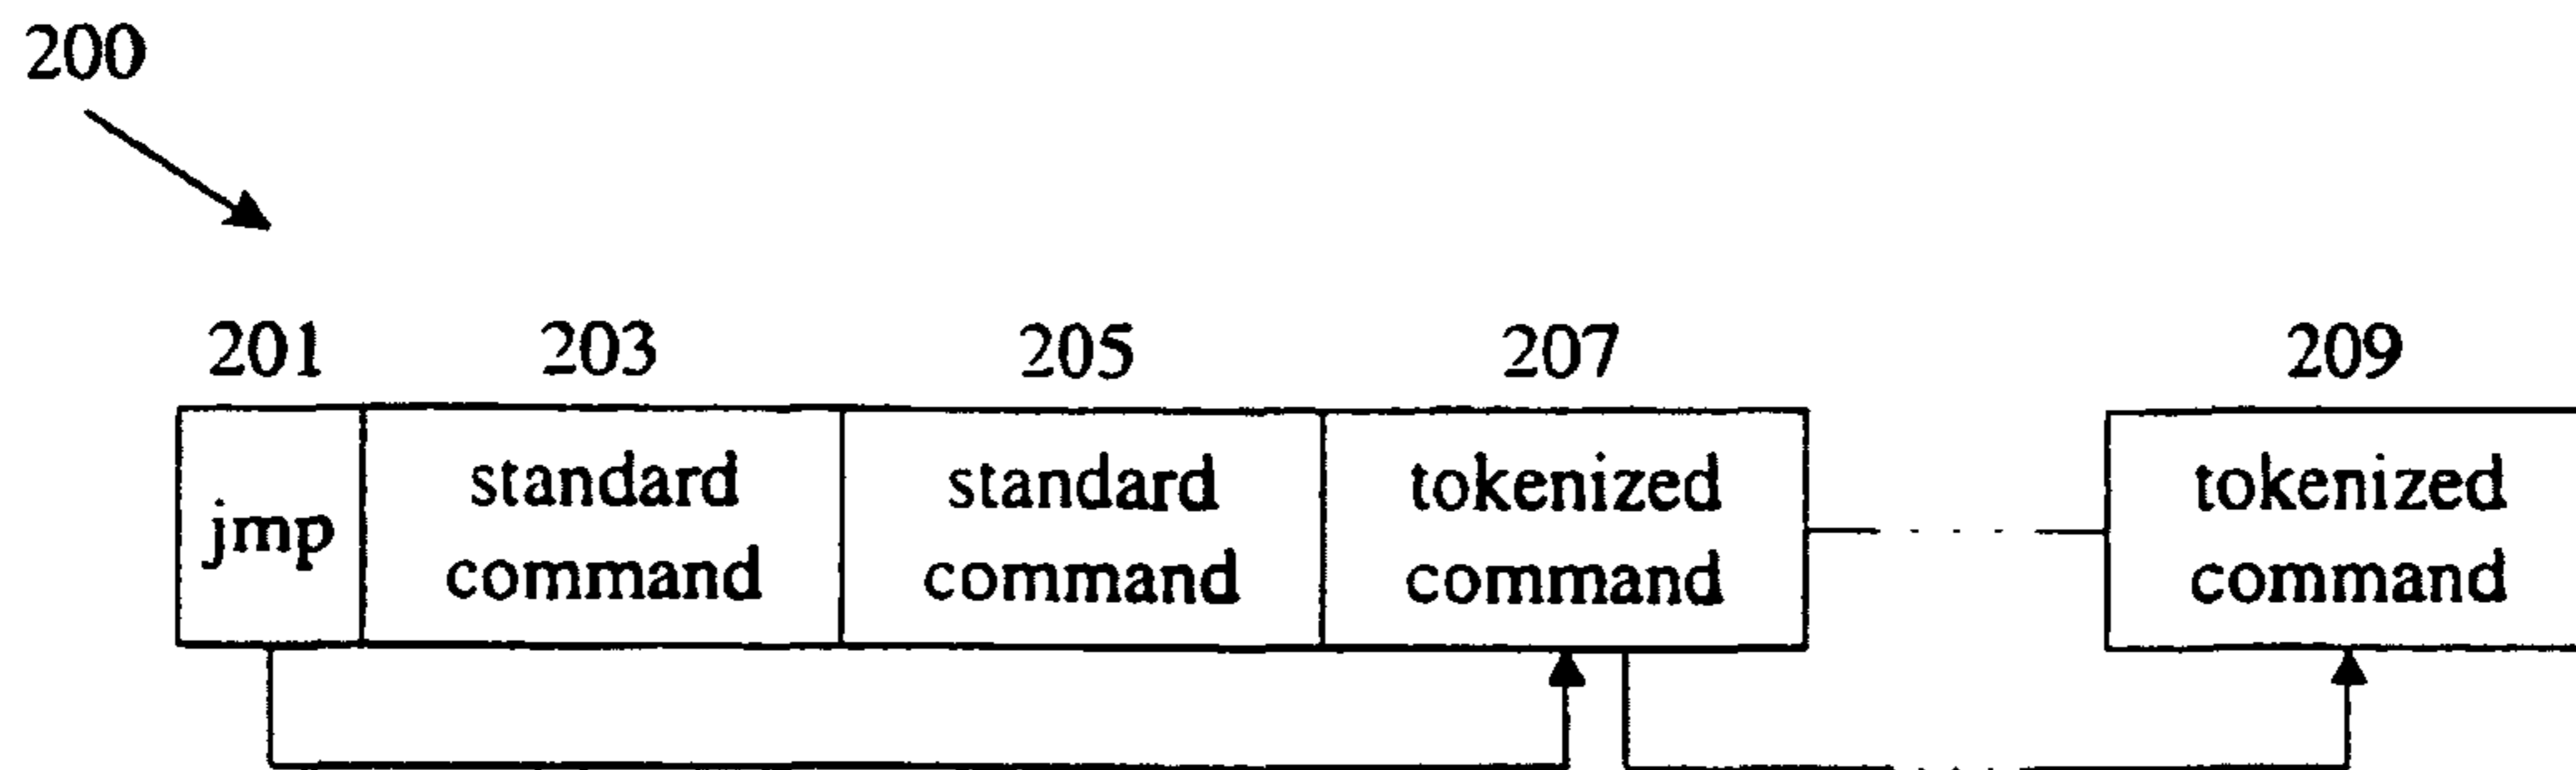 200
201 203 205 207 209
jmp
standard
command
standard
command
tokenized
command
tokenized
command